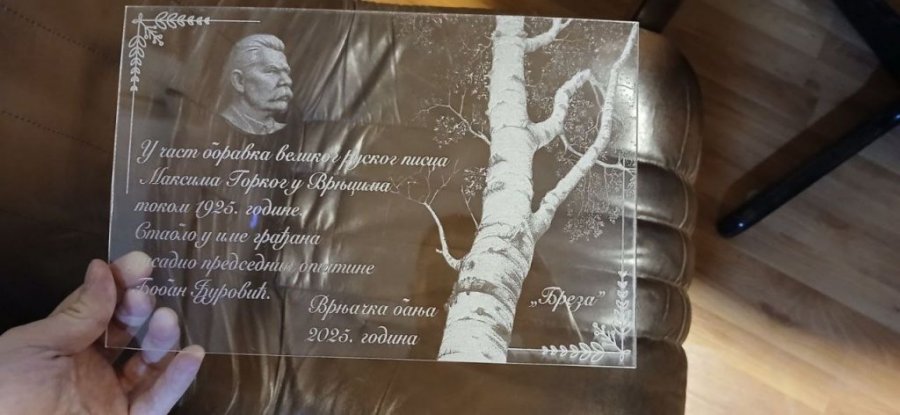 У част боравка великог руског писца
Максима Горког у Врњцима
током 1925. године.
Стабло у име грађана
засадио председник општине
Бобан Ђуровић.
Врњачка бања
2025. година
„Бреза”